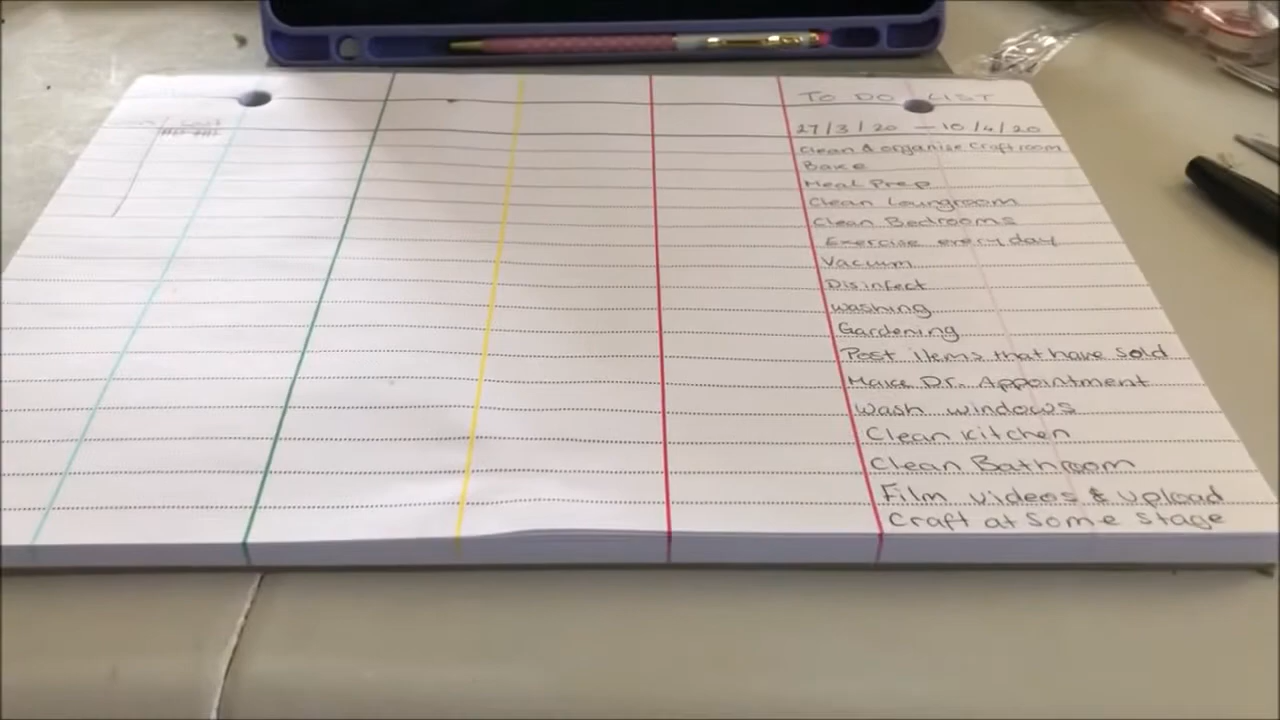 TO DO LIST
27/3/20 - 10/4/20
Clean & organise Craftroom
Bake
Meal Prep
Clean Loungroom
Clean Bedrooms
Exercise every day
Vacuum
Disinfect
Washing
Gardening
Post items that have sold
Make Dr. Appointment
Wash windows
Clean Kitchen
Clean Bathroom
Film videos & upload
Craft at Some Stage